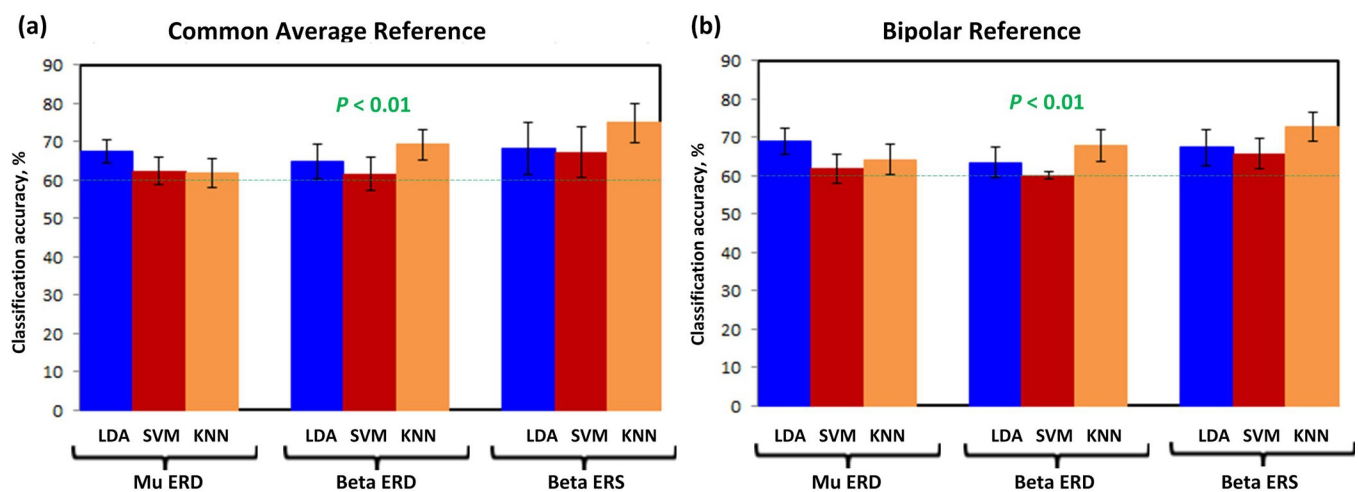 (a) Common Average Reference
Classification accuracy, %
90
80
70
60
50
40
30
20
10
0
P < 0.01
LDA SVM KNN LDA SVM KNN LDA SVM KNN
Mu ERD Beta ERD Beta ERS
(b) Bipolar Reference
Classification accuracy, %
90
80
70
60
50
40
30
20
10
0
P < 0.01
LDA SVM KNN LDA SVM KNN LDA SVM KNN
Mu ERD Beta ERD Beta ERS